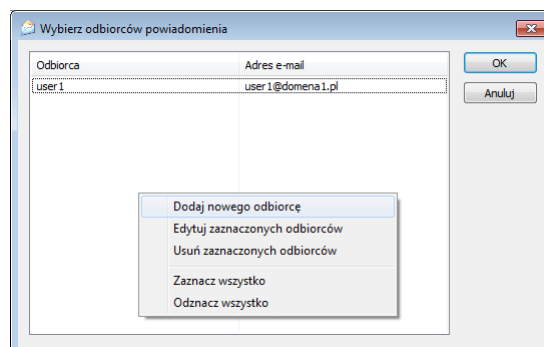 Wybierz odbiorców powiadomienia
Odbiorca Adres e-mail OK
user1 user1@domena1.pl
Anuluj
Dodaj nowego odbiorcę
Edytuj zaznaczonych odbiorców
Usuń zaznaczonych odbiorców
Zaznacz wszystko
Odznacz wszystko